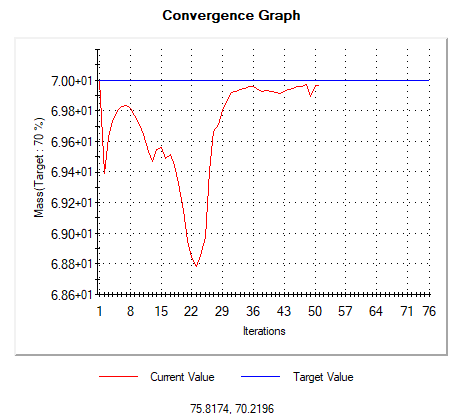 Convergence Graph
7.00+01
6.98+01
6.96+01
6.94+01
6.92+01
6.90+01
6.88+01
6.86+01
Mass(Target : 70 %)
1 8 15 22 29 36 43 50 57 64 71 76
Iterations
Current Value Target Value
75.8174, 70.2196